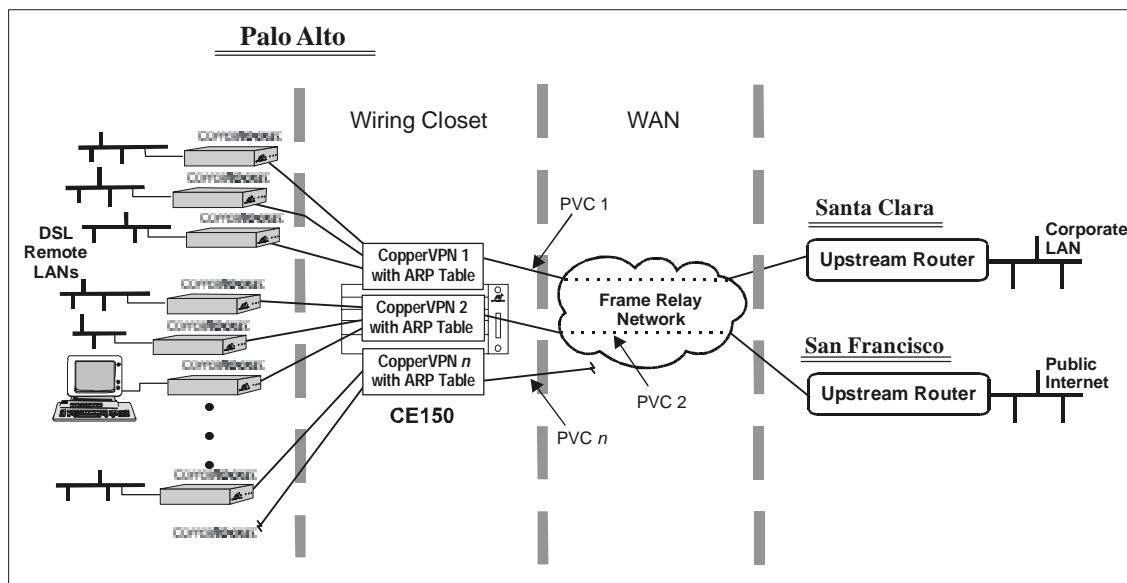 Palo Alto
Wiring Closet
WAN
DSL
Remote
LANs
CopperVPN 1
with ARP Table
CopperVPN 2
with ARP Table
CopperVPN n
with ARP Table
CE150
PVC 1
PVC 2
PVC n
Frame Relay
Network
Santa Clara
Upstream Router
Corporate
LAN
San Francisco
Upstream Router
Public
Internet